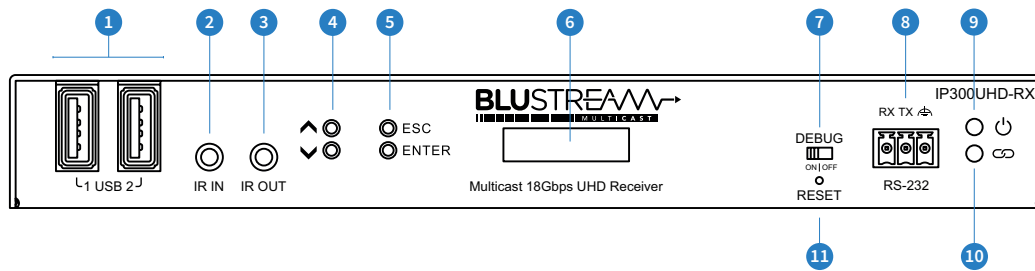 1
2
3
4
5
6
7
8
9
BLUSTREAM
MULTICAST
IP300UHD-RX
RX TX
ESC
ENTER
DEBUG
ON | OFF
1 USB 2
IR IN
IR OUT
Multicast 18Gbps UHD Receiver
RESET
RS-232
11
10